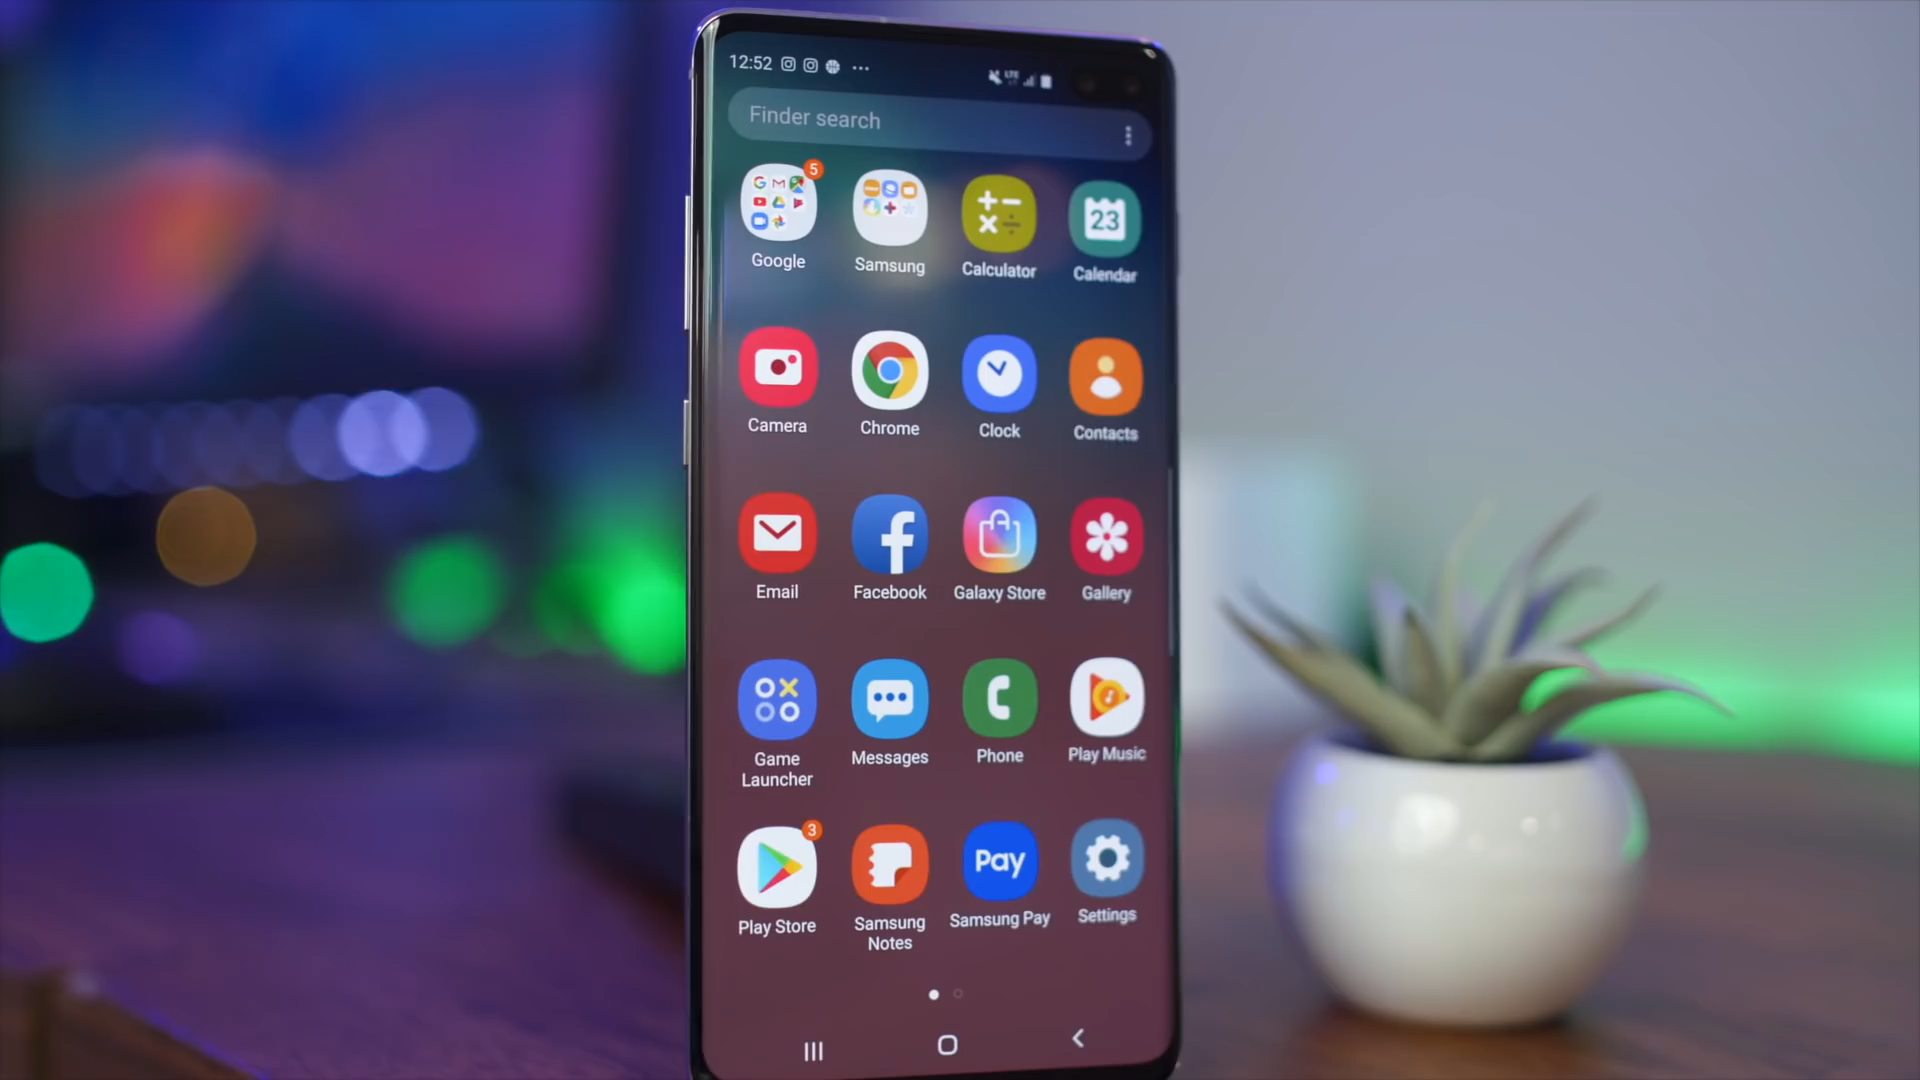 12:52
LTE
Finder search
5
Google
Samsung
Calculator
23
Calendar
Camera
Chrome
Clock
Contacts
Email
Facebook
Galaxy Store
Gallery
Game
Launcher
Messages
Phone
Play Music
3
Play Store
Samsung
Notes
Pay
Samsung Pay
Settings